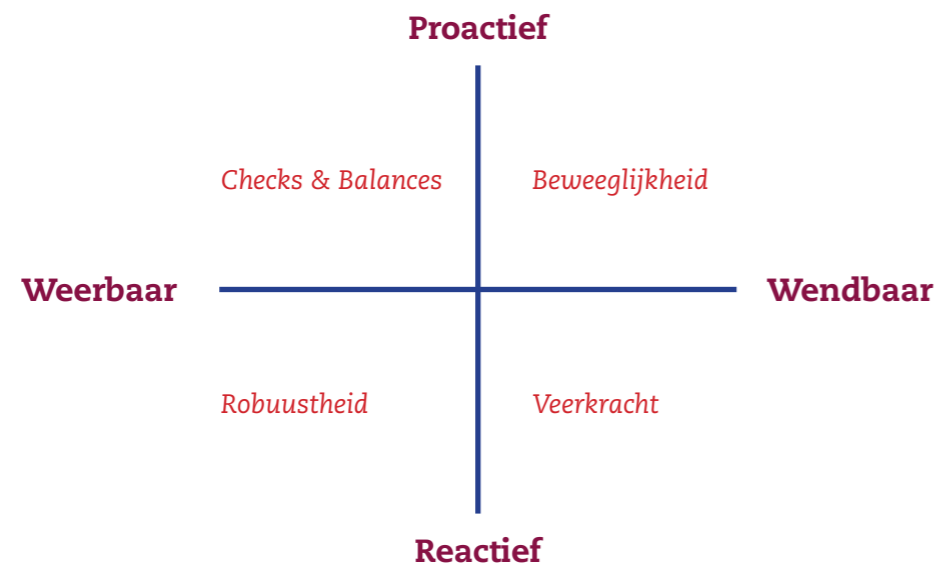 Proactief
Checks & Balances
Beweeglijkheid
Weerbaar
Wendbaar
Robuustheid
Veerkracht
Reactief